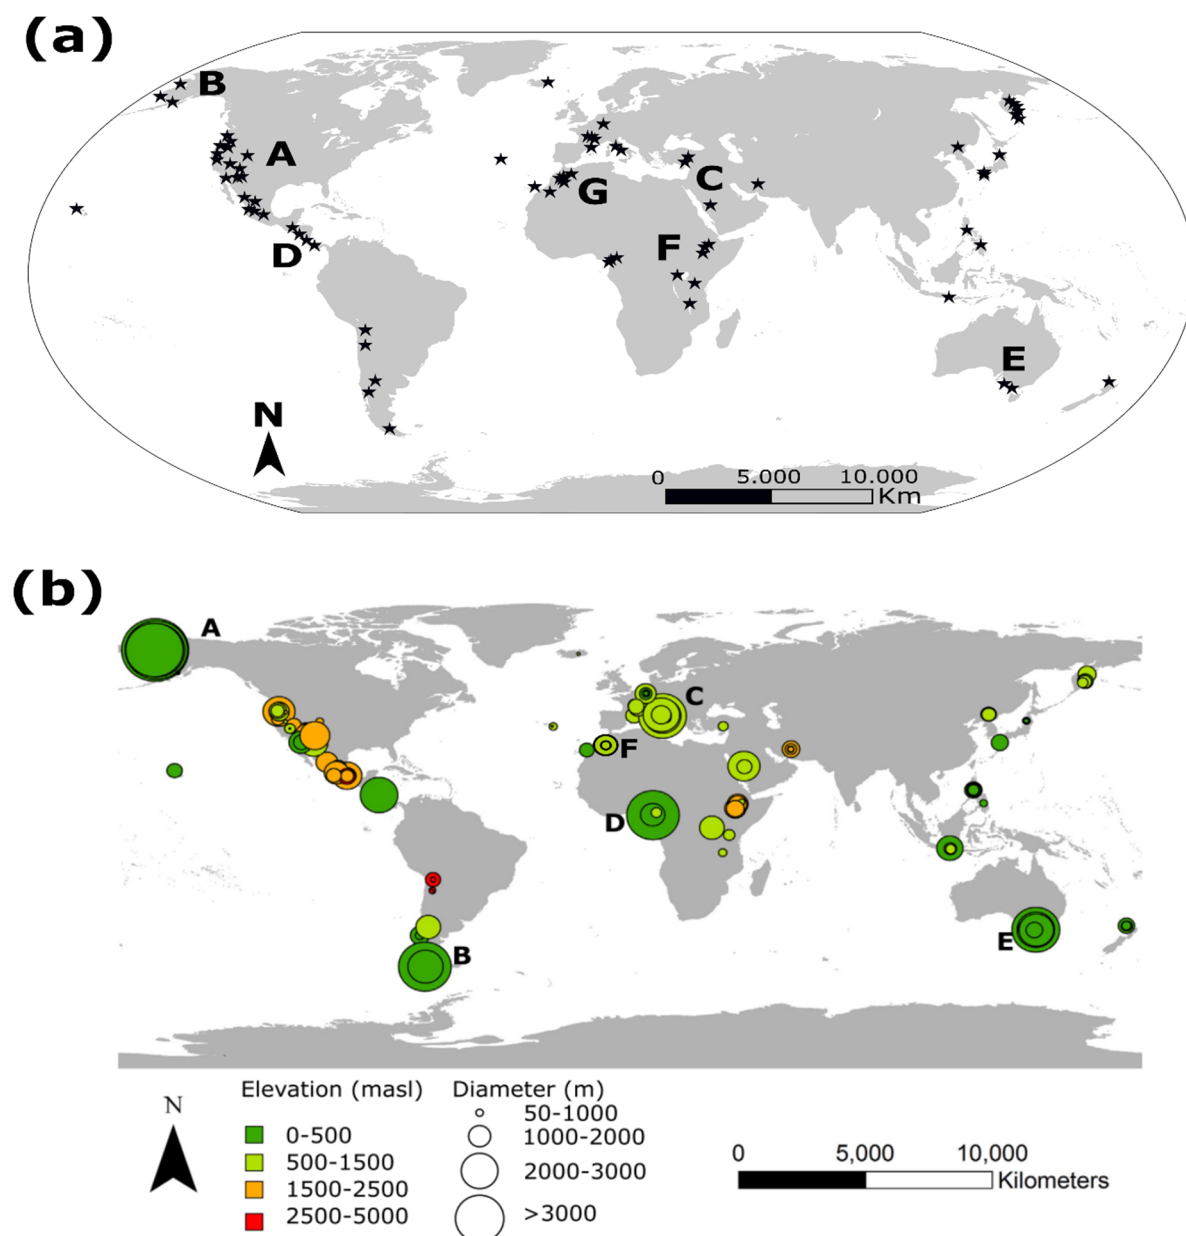 (a)
B
A
C
G
D
F
E
N
0 5.000 10.000
Km
(b)
A
C
F
D
B
E
N
Elevation (masl)
0-500
500-1500
1500-2500
2500-5000
Diameter (m)
50-1000
1000-2000
2000-3000
>3000
0 5,000 10,000
Kilometers